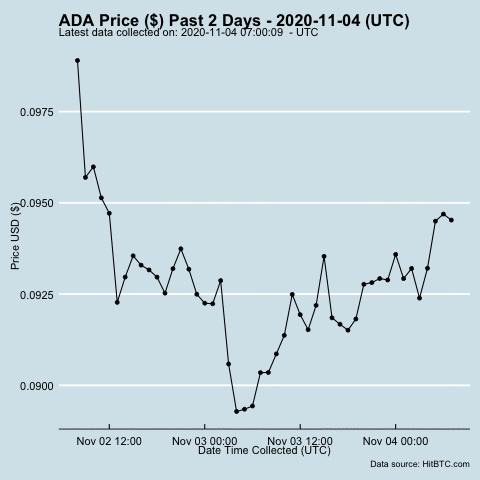 ADA Price ($) Past 2 Days - 2020-11-04 (UTC)
Latest data collected on: 2020-11-04 07:00:09 - UTC
Price USD ($)
0.0975
0.0950
0.0925
0.0900
Nov 02 12:00 Nov 03 00:00 Nov 03 12:00 Nov 04 00:00
Date Time Collected (UTC)
Data source: HitBTC.com